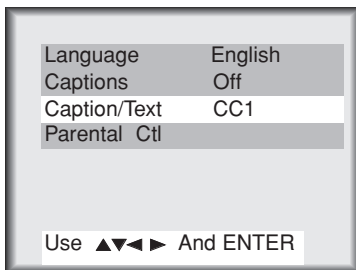 Language English
Captions Off
Caption/Text CC1
Parental Ctl
Use ▲▼◄ ► And ENTER